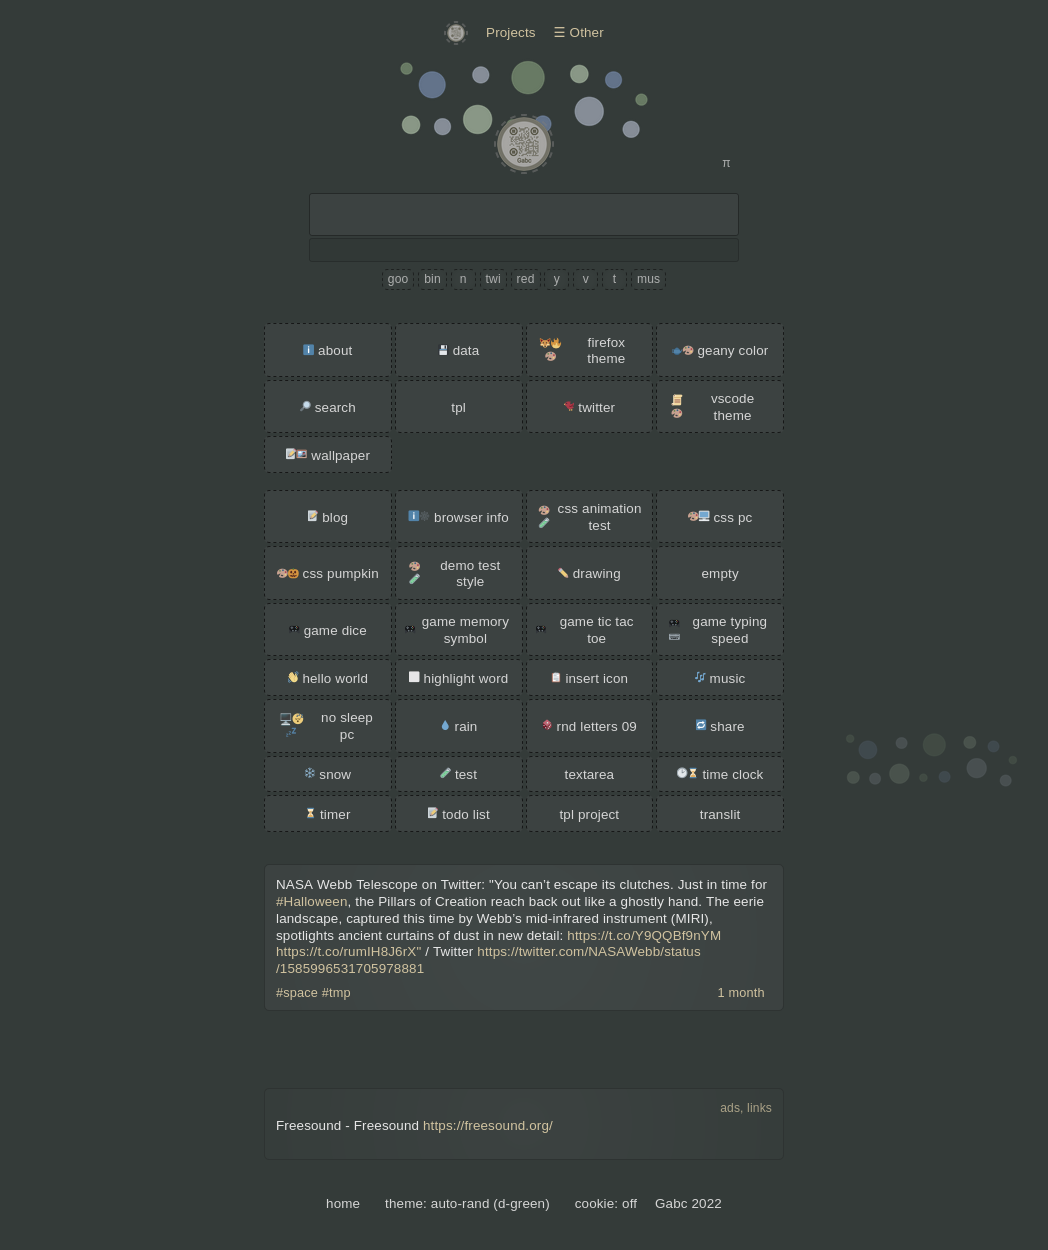 Projects ☰ Other
Gabc
π
goo bin n twi red y v t mus
about data firefox theme geany color
search tpl twitter vscode theme
wallpaper
blog browser info css animation test css pc
css pumpkin demo test style drawing empty
game dice game memory symbol game tic tac toe game typing speed
hello world highlight word insert icon music
no sleep pc rain rnd letters 09 share
snow test textarea time clock
timer todo list tpl project translit
NASA Webb Telescope on Twitter: "You can’t escape its clutches. Just in time for
#Halloween, the Pillars of Creation reach back out like a ghostly hand. The eerie
landscape, captured this time by Webb’s mid-infrared instrument (MIRI),
spotlights ancient curtains of dust in new detail: https://t.co/Y9QQBf9nYM
https://t.co/rumIH8J6rX" / Twitter https://twitter.com/NASAWebb/status
/1585996531705978881
#space #tmp 1 month
ads, links
Freesound - Freesound https://freesound.org/
home theme: auto-rand (d-green) cookie: off Gabc 2022